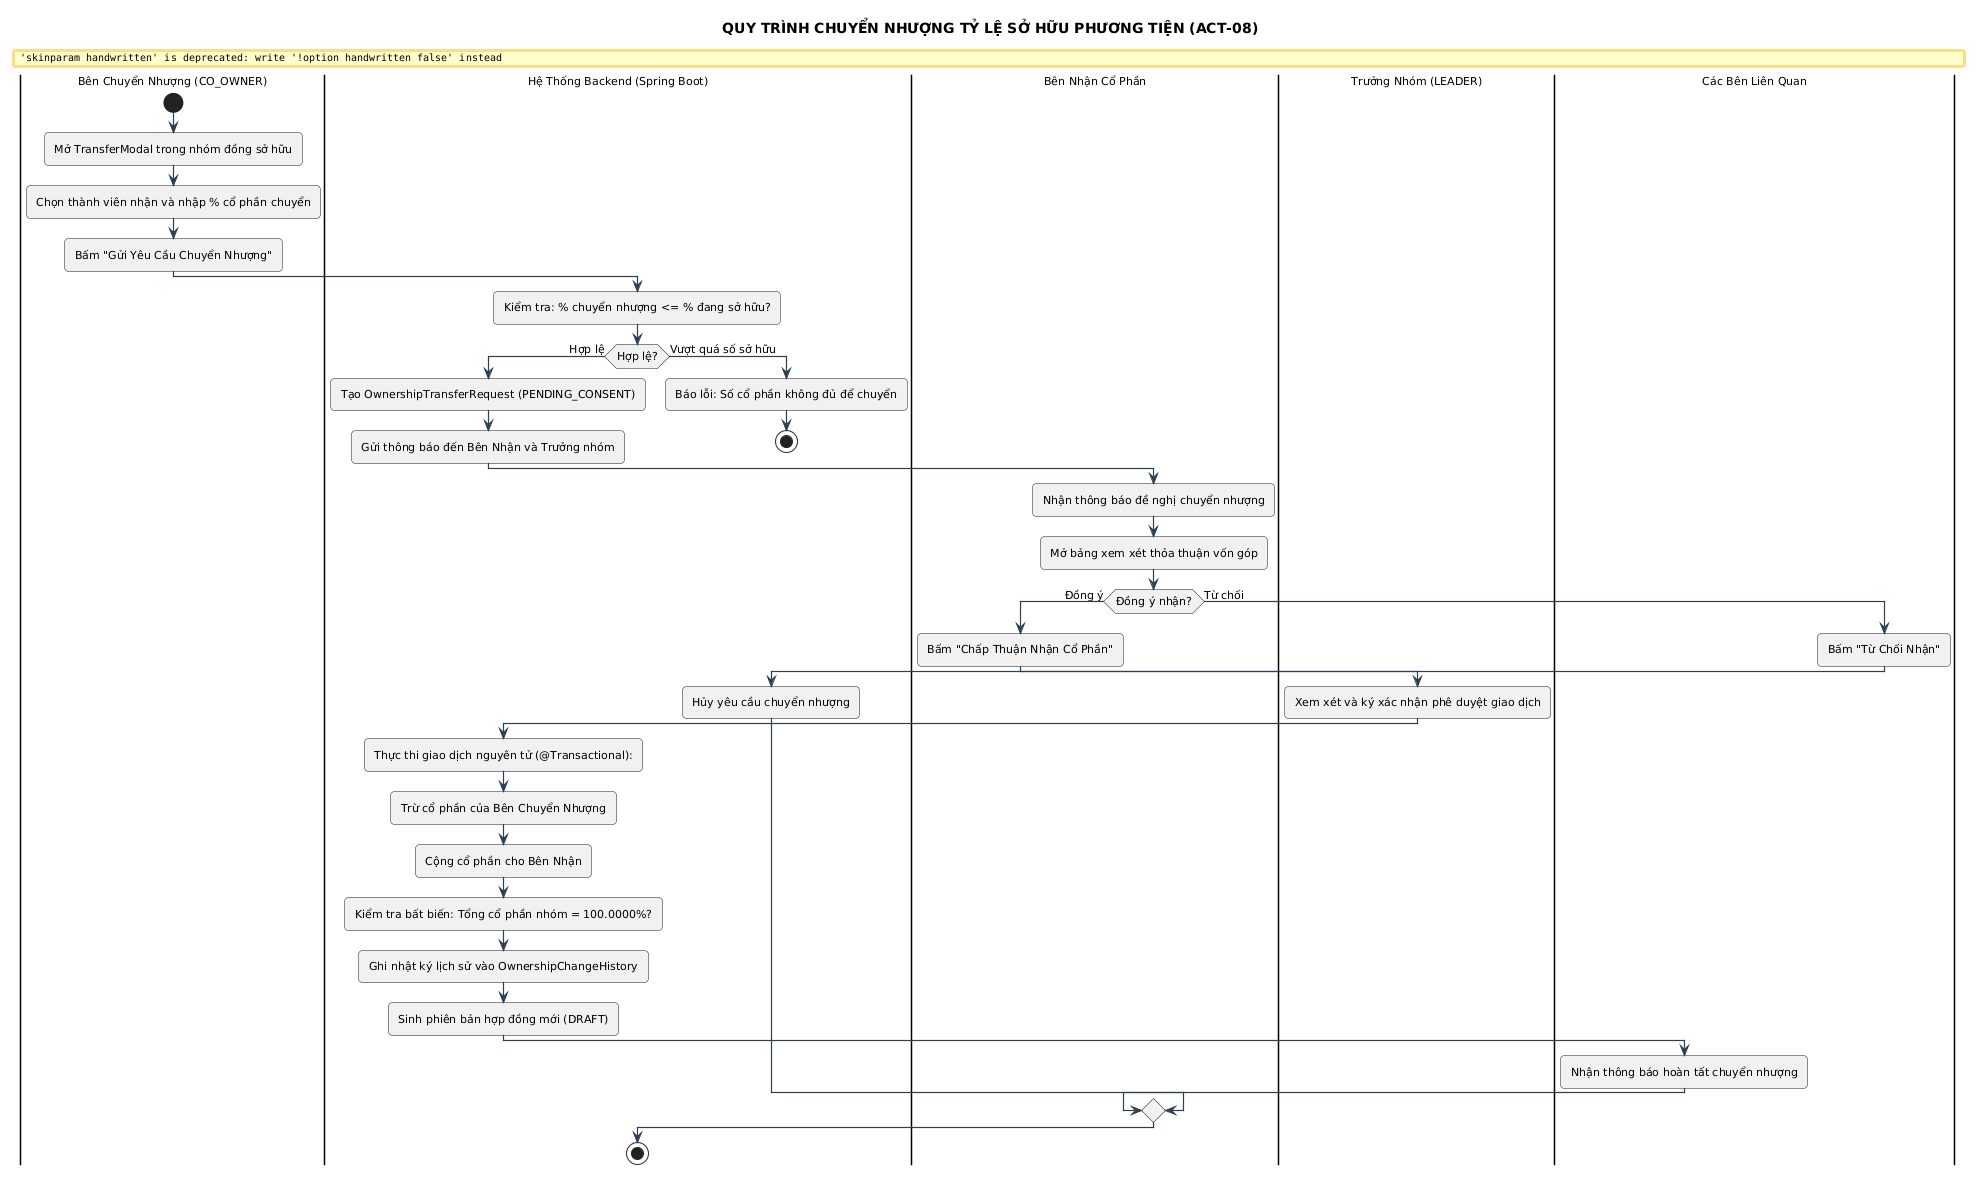 QUY TRÌNH CHUYỂN NHƯỢNG TỶ LỆ SỞ HỮU PHƯƠNG TIỆN (ACT-08)
'skinparam handwritten' is deprecated: write '!option handwritten false' instead
Bên Chuyển Nhượng (CO_OWNER)
Hệ Thống Backend (Spring Boot)
Bên Nhận Cổ Phần
Trưởng Nhóm (LEADER)
Các Bên Liên Quan
Mở TransferModal trong nhóm đồng sở hữu
Chọn thành viên nhận và nhập % cổ phần chuyển
Bấm "Gửi Yêu Cầu Chuyển Nhượng"
Kiểm tra: % chuyển nhượng <= % đang sở hữu?
Hợp lệ
Hợp lệ?
Vượt quá số sở hữu
Tạo OwnershipTransferRequest (PENDING_CONSENT)
Báo lỗi: Số cổ phần không đủ để chuyển
Gửi thông báo đến Bên Nhận và Trưởng nhóm
Nhận thông báo đề nghị chuyển nhượng
Mở bảng xem xét thỏa thuận vốn góp
Đồng ý
Đồng ý nhận?
Từ chối
Bấm "Chấp Thuận Nhận Cổ Phần"
Bấm "Từ Chối Nhận"
Hủy yêu cầu chuyển nhượng
Xem xét và ký xác nhận phê duyệt giao dịch
Thực thi giao dịch nguyên tử (@Transactional):
Trừ cổ phần của Bên Chuyển Nhượng
Cộng cổ phần cho Bên Nhận
Kiểm tra bất biến: Tổng cổ phần nhóm = 100.0000%?
Ghi nhật ký lịch sử vào OwnershipChangeHistory
Sinh phiên bản hợp đồng mới (DRAFT)
Nhận thông báo hoàn tất chuyển nhượng